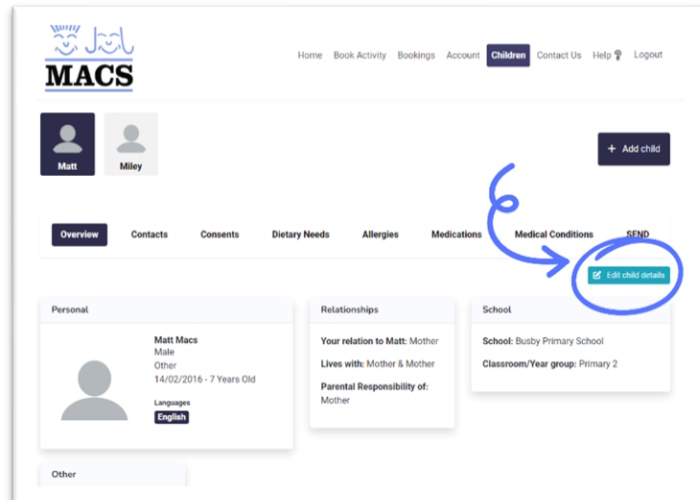 MACS
Home Book Activity Bookings Account Children Contact Us Help Logout
Matt Miley
+ Add child
Overview Contacts Consents Dietary Needs Allergies Medications Medical Conditions SEND
Edit child details
Personal
Matt Macs
Male
Other
14/02/2016 - 7 Years Old
Languages
English
Relationships
Your relation to Matt: Mother
Lives with: Mother & Mother
Parental Responsibility of:
Mother
School
School: Busby Primary School
Classroom/Year group: Primary 2
Other